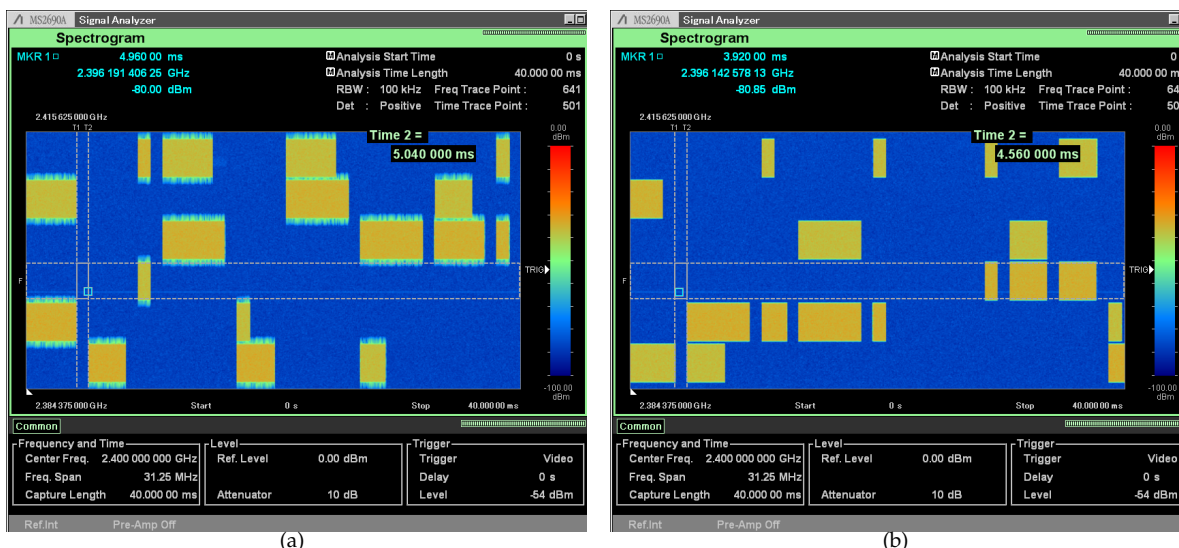 MS2690A Signal Analyzer
Spectrogram
MKR 1 4.960 00 ms
2.396 191 406 25 GHz
-80.00 dBm
Analysis Start Time 0 s
Analysis Time Length 40.000 00 ms
RBW : 100 kHz Freq Trace Point : 641
Det : Positive Time Trace Point : 501
2.415 625 000 GHz
T1 T2
Time 2 =
5.040 000 ms
0.00
dBm
F
TRIG
-100.00
dBm
2.384 375 000 GHz Start 0 s Stop 40.000 00 ms
Common
Frequency and Time
Center Freq. 2.400 000 000 GHz
Freq. Span 31.25 MHz
Capture Length 40.000 00 ms
Level
Ref. Level 0.00 dBm
Attenuator 10 dB
Trigger
Trigger Video
Delay 0 s
Level -54 dBm
Ref.Int Pre-Amp Off
(a)
MS2690A Signal Analyzer
Spectrogram
MKR 1 3.920 00 ms
2.396 142 578 13 GHz
-80.85 dBm
Analysis Start Time 0
Analysis Time Length 40.000 00 m
RBW : 100 kHz Freq Trace Point : 64
Det : Positive Time Trace Point : 50
2.415 625 000 GHz
T1 T2
Time 2 =
4.560 000 ms
0.00
dBm
F
TRIG
-100.00
dBm
2.384 375 000 GHz Start 0 s Stop 40.000 00 ms
Common
Frequency and Time
Center Freq. 2.400 000 000 GHz
Freq. Span 31.25 MHz
Capture Length 40.000 00 ms
Level
Ref. Level 0.00 dBm
Attenuator 10 dB
Trigger
Trigger Video
Delay 0 s
Level -54 dBm
Ref.Int Pre-Amp Off
(b)